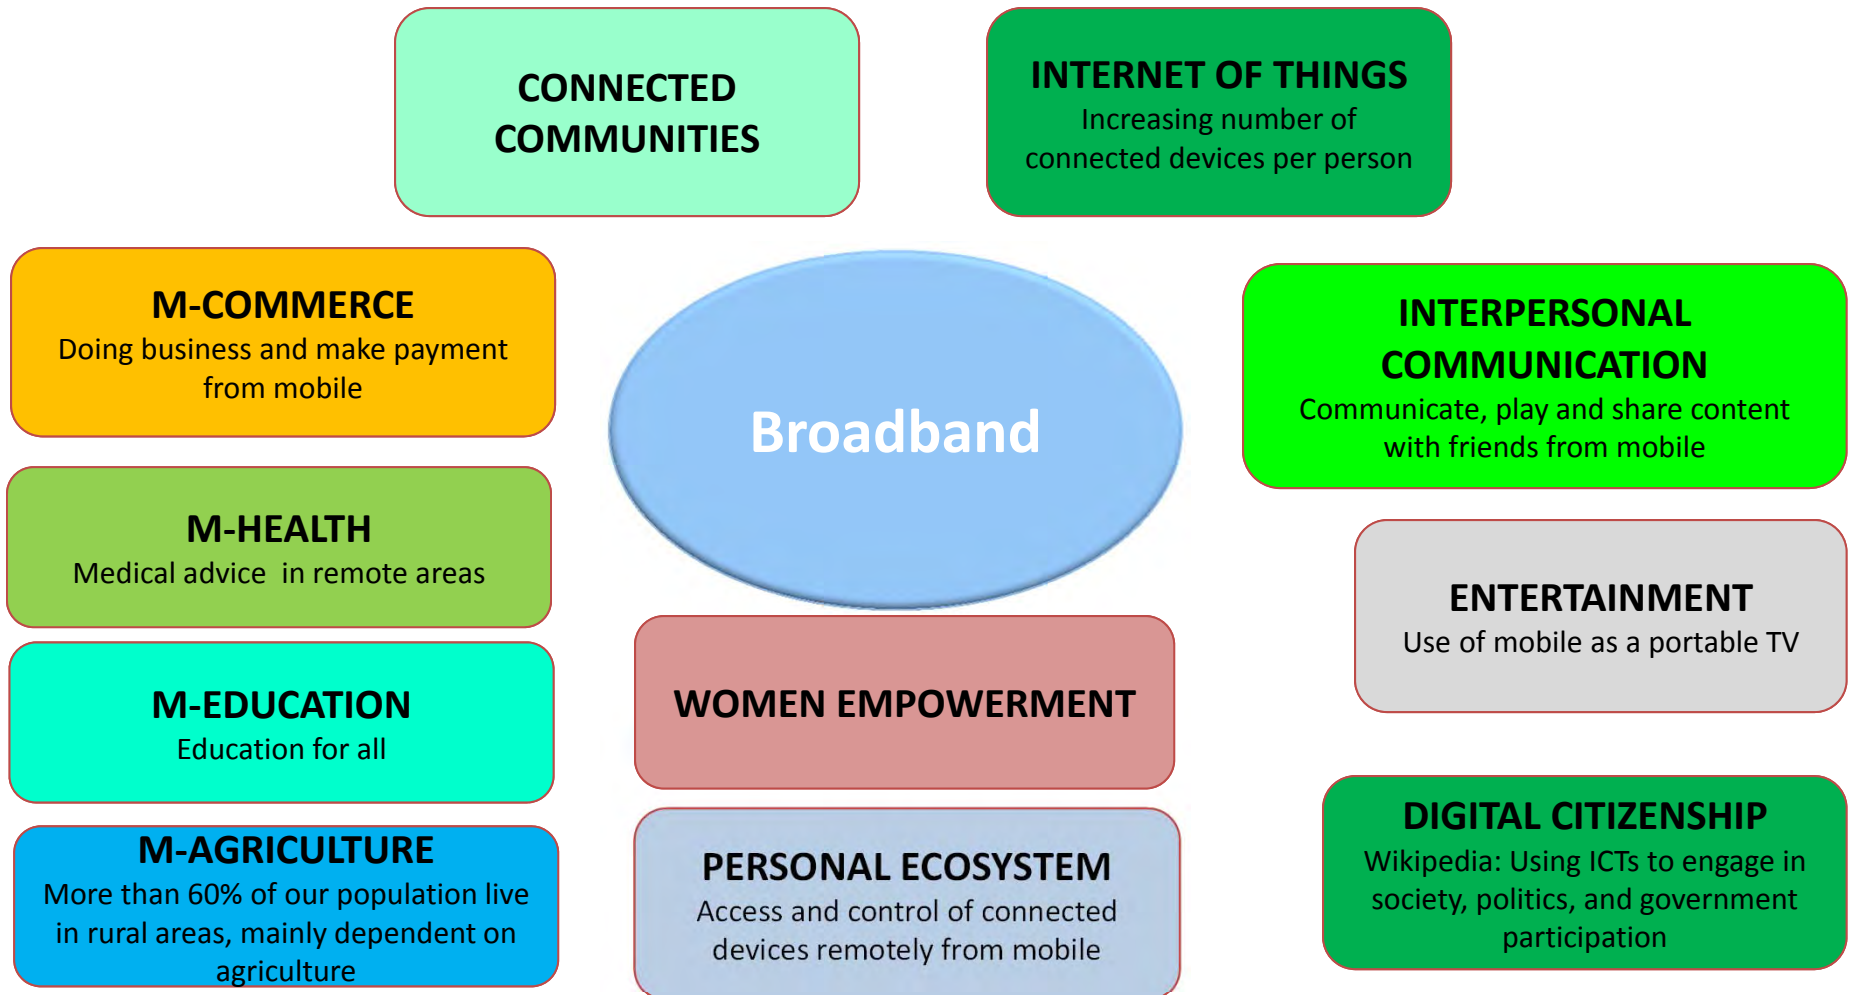 CONNECTED
COMMUNITIES
INTERNET OF THINGS
Increasing number of
connected devices per person
M-COMMERCE
Doing business and make payment
from mobile
Broadband
INTERPERSONAL
COMMUNICATION
Communicate, play and share content
with friends from mobile
M-HEALTH
Medical advice  in remote areas
ENTERTAINMENT
Use of mobile as a portable TV
M-EDUCATION
Education for all
WOMEN EMPOWERMENT
M-AGRICULTURE
More than 60% of our population live
in rural areas, mainly dependent on
agriculture
PERSONAL ECOSYSTEM
Access and control of connected
devices remotely from mobile
DIGITAL CITIZENSHIP
Wikipedia: Using ICTs to engage in
society, politics, and government
participation